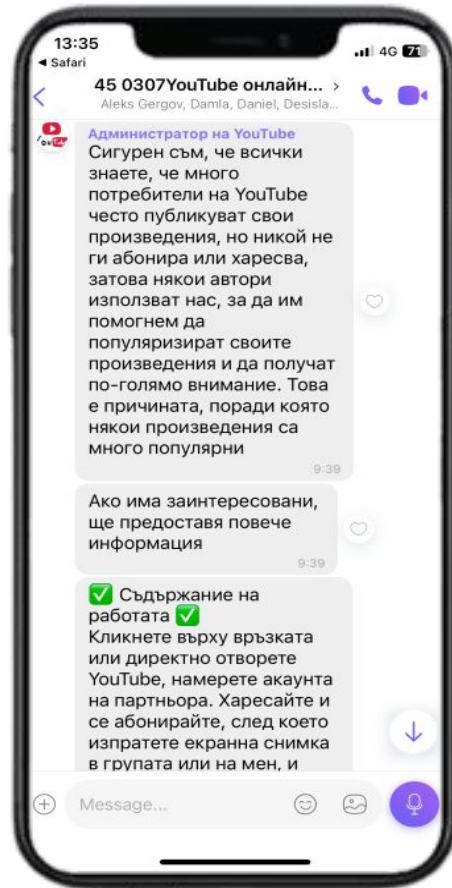 13:35
4G 71
Safari
45 0307YouTube онлайн...
Aleks Gergov, Damla, Daniel, Desisla...
Администратор на YouTube
Сигурен съм, че всички
знаете, че много
потребители на YouTube
често публикуват свои
произведения, но никой не
ги абонира или харесва,
затова някои автори
използват нас, за да им
помогнем да
популяризират своите
произведения и да получат
по-голямо внимание. Това
е причината, поради която
някои произведения са
много популярни
9:39
Ако има заинтересовани,
ще предоставя повече
информация
9:39
✅ Съдържание на
работата ✅
Кликнете върху връзката
или директно отворете
YouTube, намерете акаунта
на партньора. Харесайте и
се абонирайте, след което
изпратете екранна снимка
в групата или на мен, и
Message...